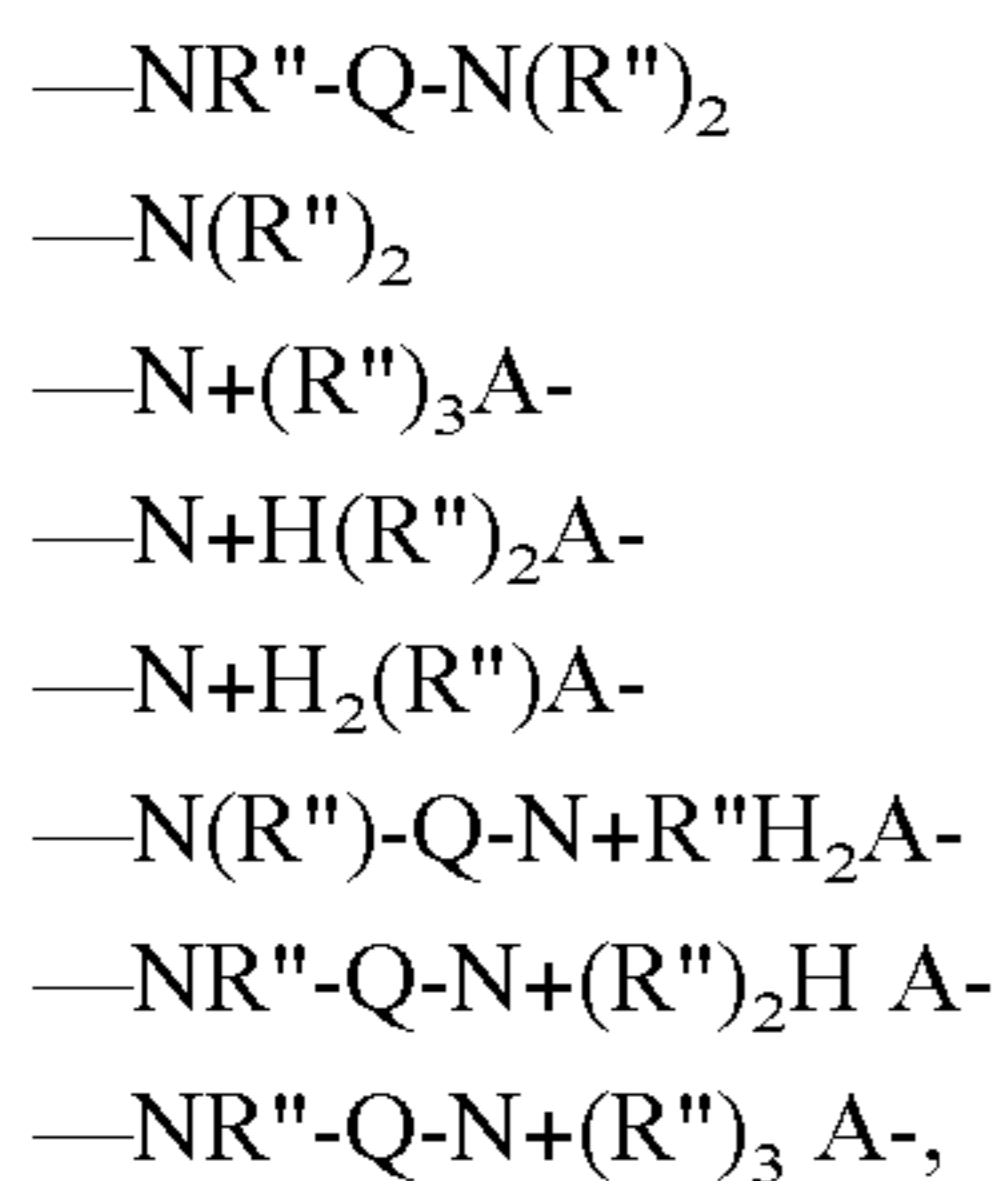 —NR"-Q-N(R")₂
—N(R")₂
—N+(R")₃A-
—N+H(R")₂A-
—N+H₂(R")A-
—N(R")-Q-N+R"H₂A-
—NR"-Q-N+(R")₂H A-
—NR"-Q-N+(R")₃ A-,